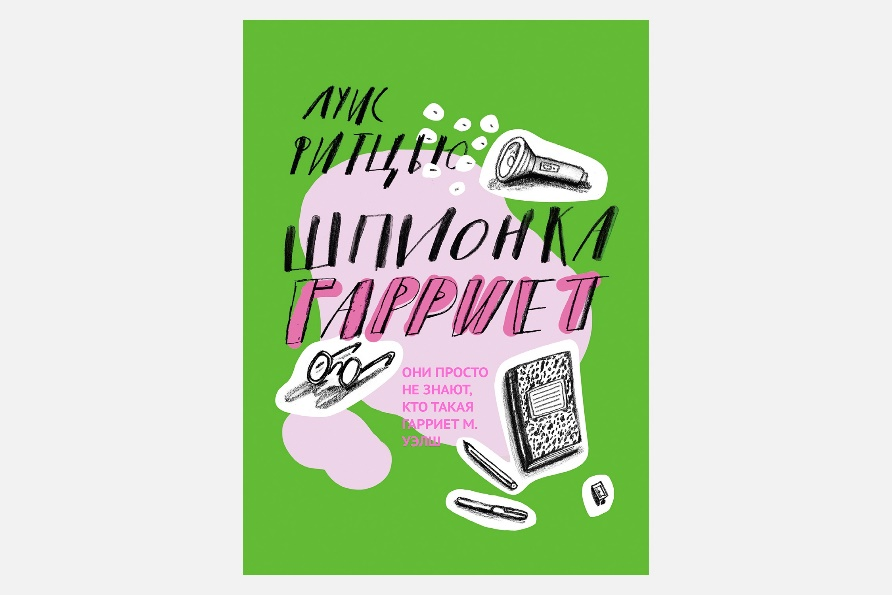 ЛУИС
ФИТЦЬЮ
ШПИОНКА
ГАРРИЕТ
ОНИ ПРОСТО
НЕ ЗНАЮТ,
КТО ТАКАЯ
ГАРРИЕТ М.
УЭЛШ